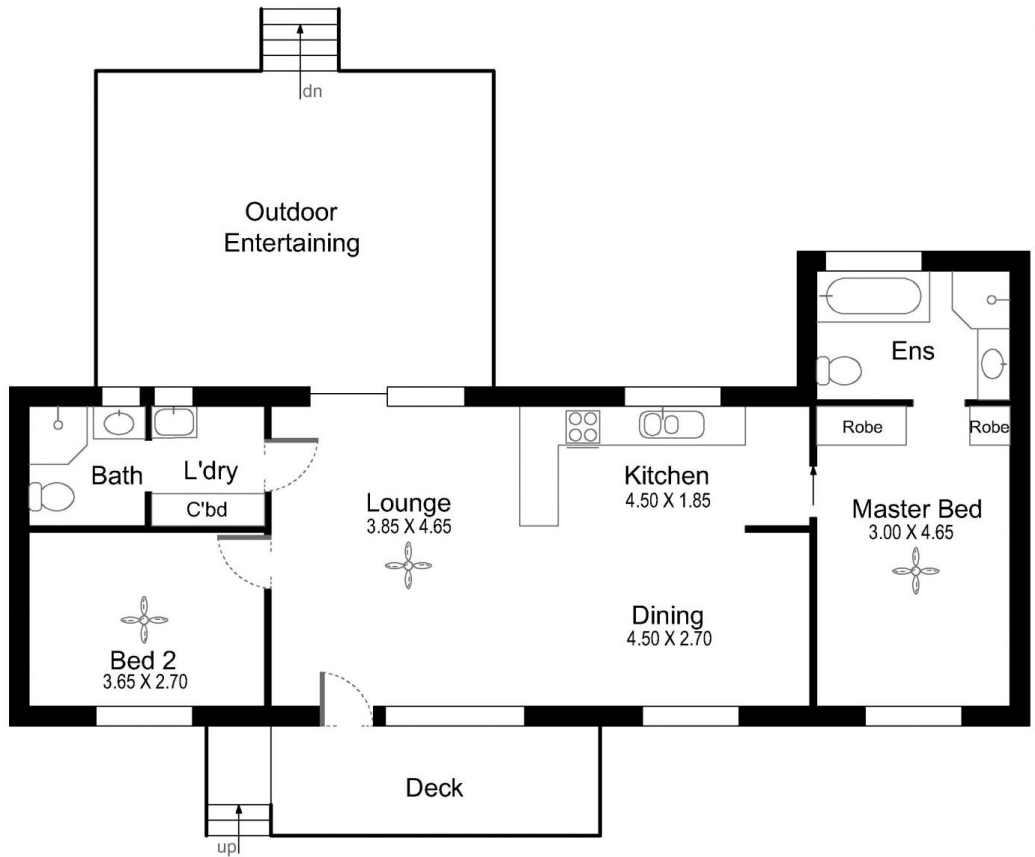 dn
Outdoor
Entertaining
Ens
Robe
Robe
Bath
L'dry
C'bd
Lounge
3.85 X 4.65
Kitchen
4.50 X 1.85
Master Bed
3.00 X 4.65
Dining
4.50 X 2.70
Bed 2
3.65 X 2.70
Deck
up